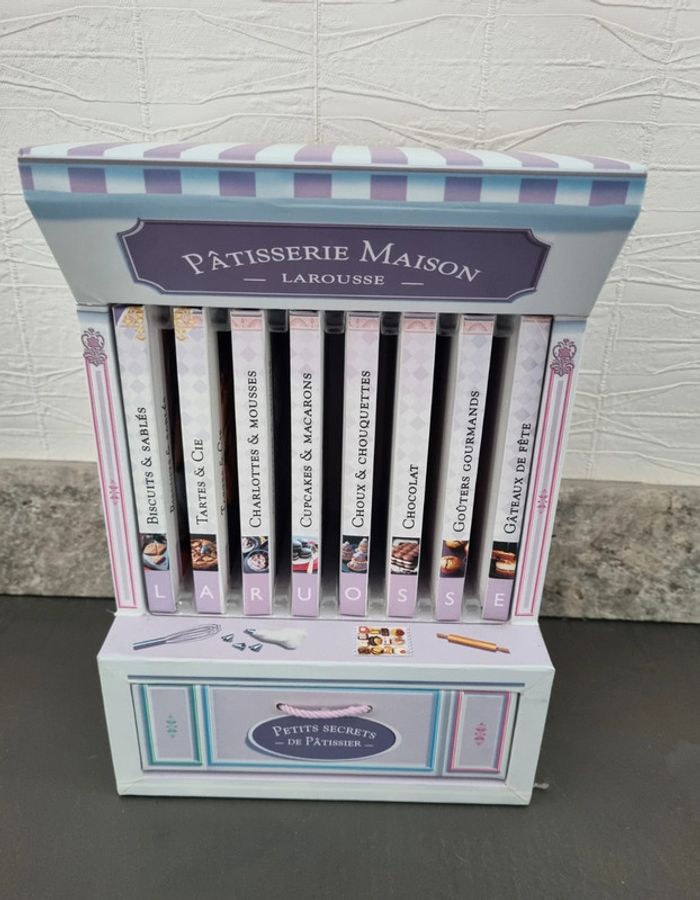 PÂTISSERIE MAISON
LAROUSSE
BISCUITS & SABLÉS
TARTES & CIE
CHARLOTTES & MOUSSES
CUPCAKES & MACARONS
CHOUX & CHOUQUETTES
CHOCOLAT
GOÛTERS GOURMANDS
GÂTEAUX DE FÊTE
L A R U O S S E
PETITS SECRETS
DE PÂTISSIER